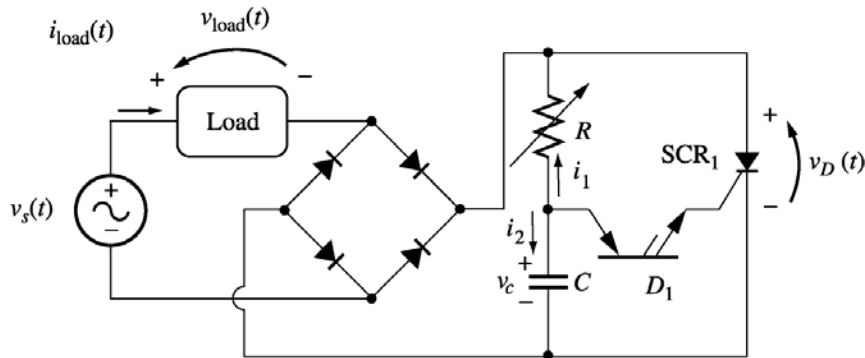 i_load(t)
v_load(t)
+ −
Load
v_s(t)
+
−
R
i_1
i_2
+
v_c
−
C
D_1
SCR_1
+
v_D (t)
−